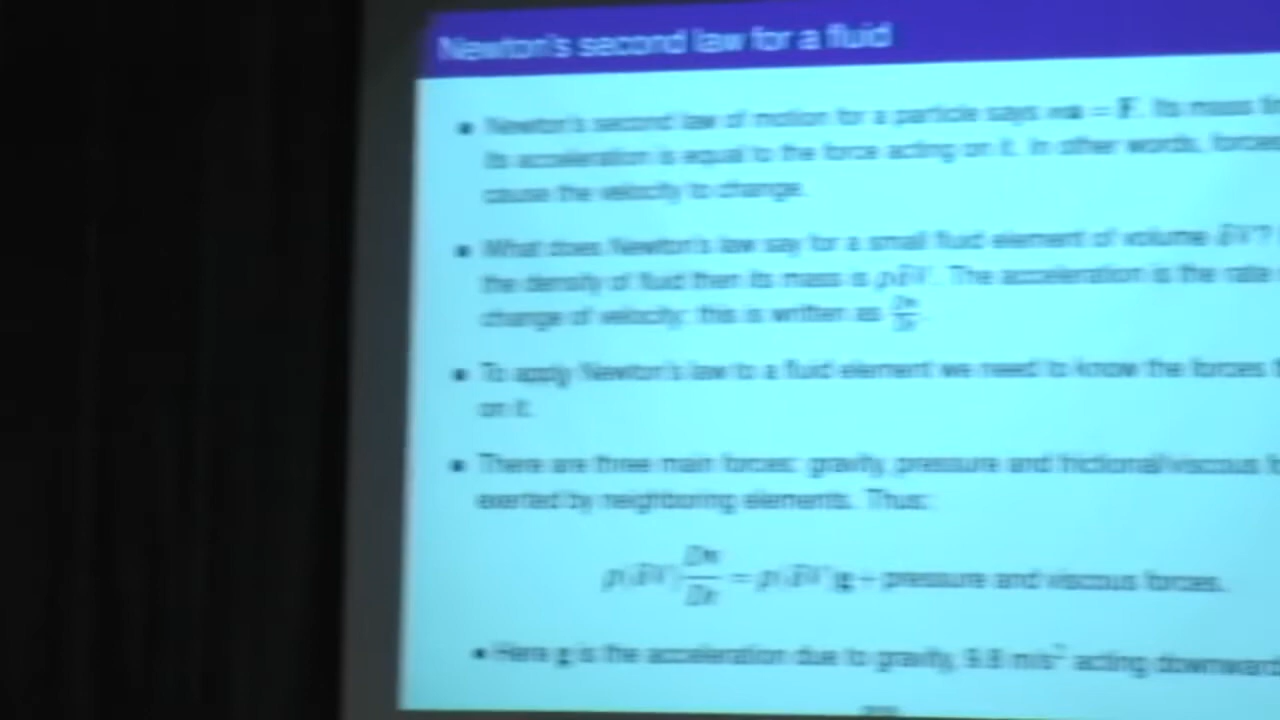 Newton's second law for a fluid
• Newton's second law of motion for a particle says ma = F. Its mass
its acceleration is equal to the force acting on it. In other words, forces
cause the velocity to change.
• What does Newton's law say for a small fluid element of volume δV?
the density of fluid then its mass is ρδV. The acceleration is the rate
change of velocity: this is written as Du/Dt.
• To apply Newton's law to a fluid element we need to know the forces
on it.
• There are three main forces: gravity, pressure and frictional/viscous
exerted by neighboring elements. Thus:
ρ(δV) Du/Dt = ρ(δV)g + pressure and viscous forces.
• Here g is the acceleration due to gravity, 9.8 m/s² acting downward